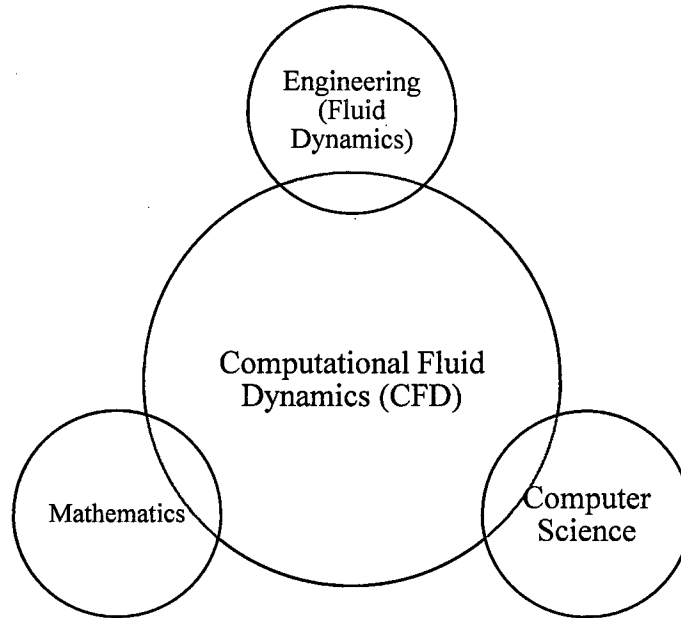 Engineering
(Fluid
Dynamics)
Computational Fluid
Dynamics (CFD)
Mathematics
Computer
Science